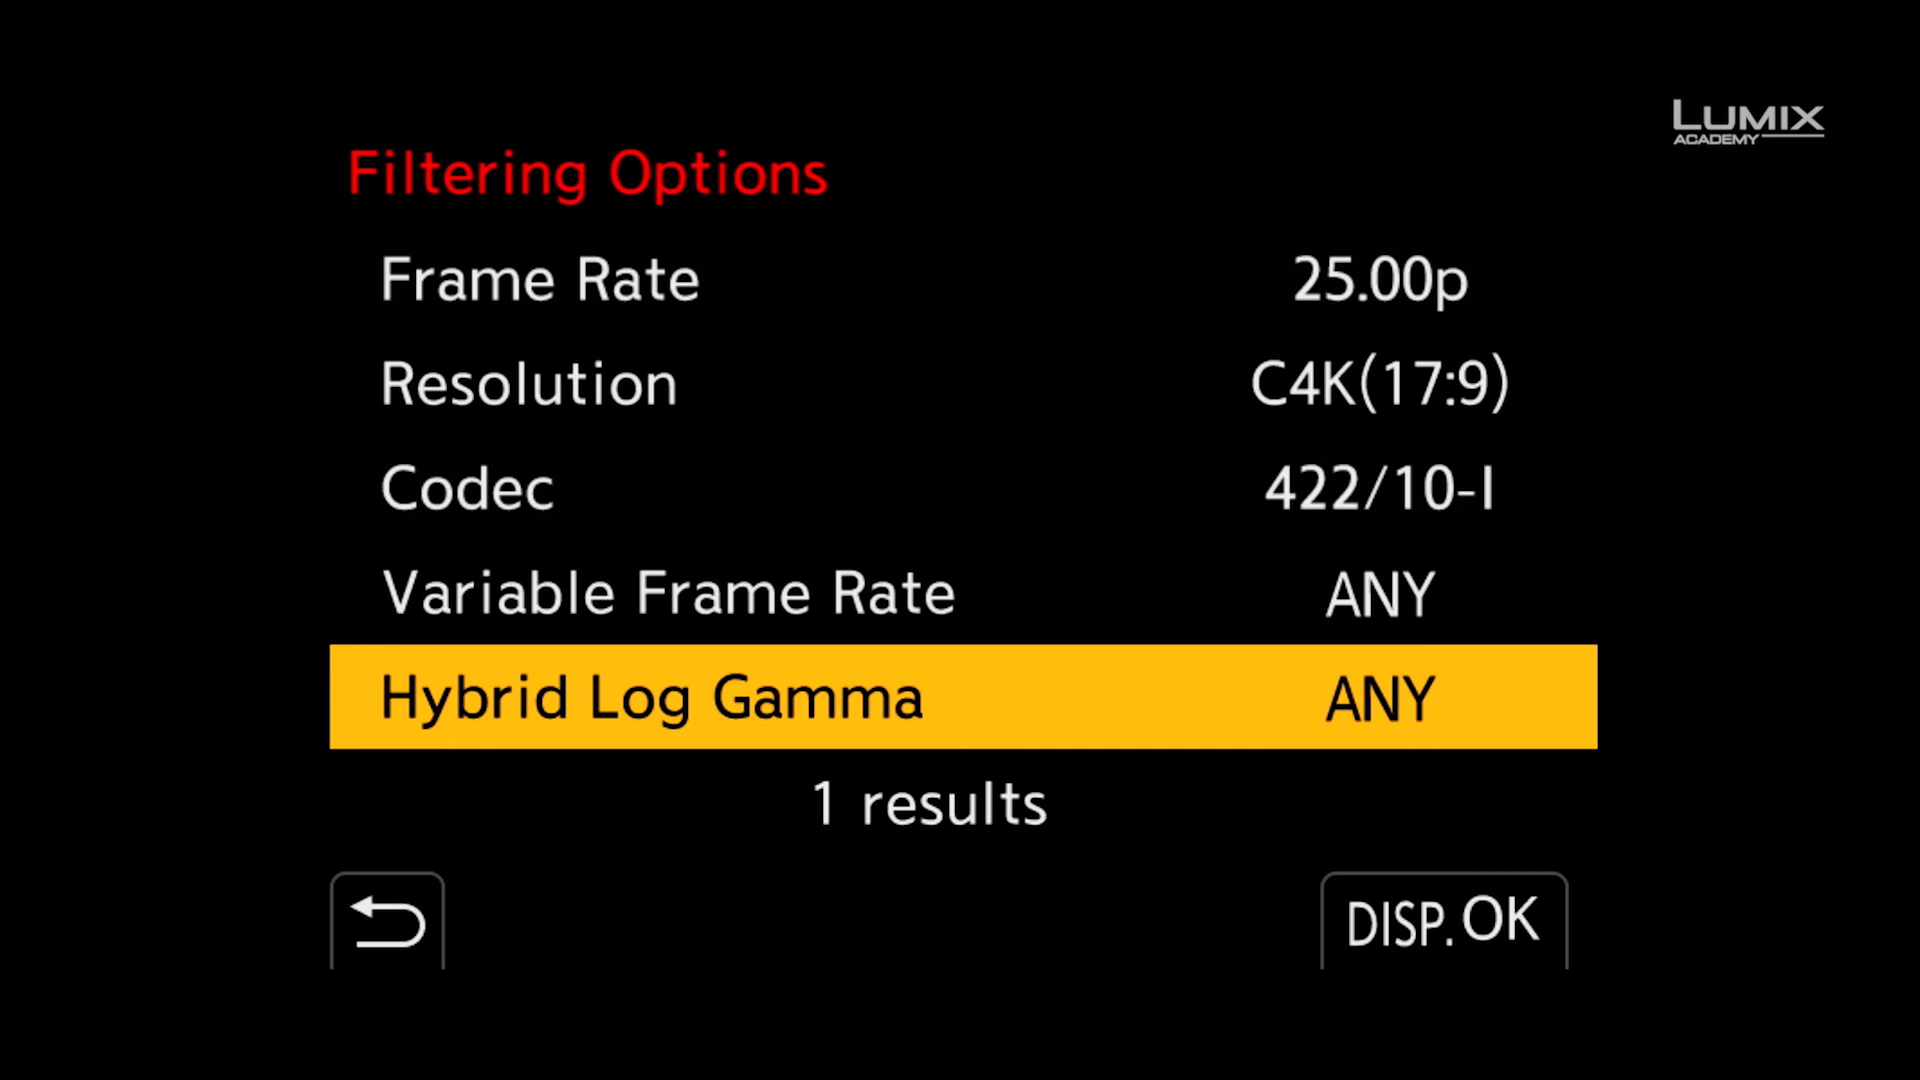 LUMIX
ACADEMY
Filtering Options
Frame Rate 25.00p
Resolution C4K(17:9)
Codec 422/10-I
Variable Frame Rate ANY
Hybrid Log Gamma ANY
1 results
DISP. OK